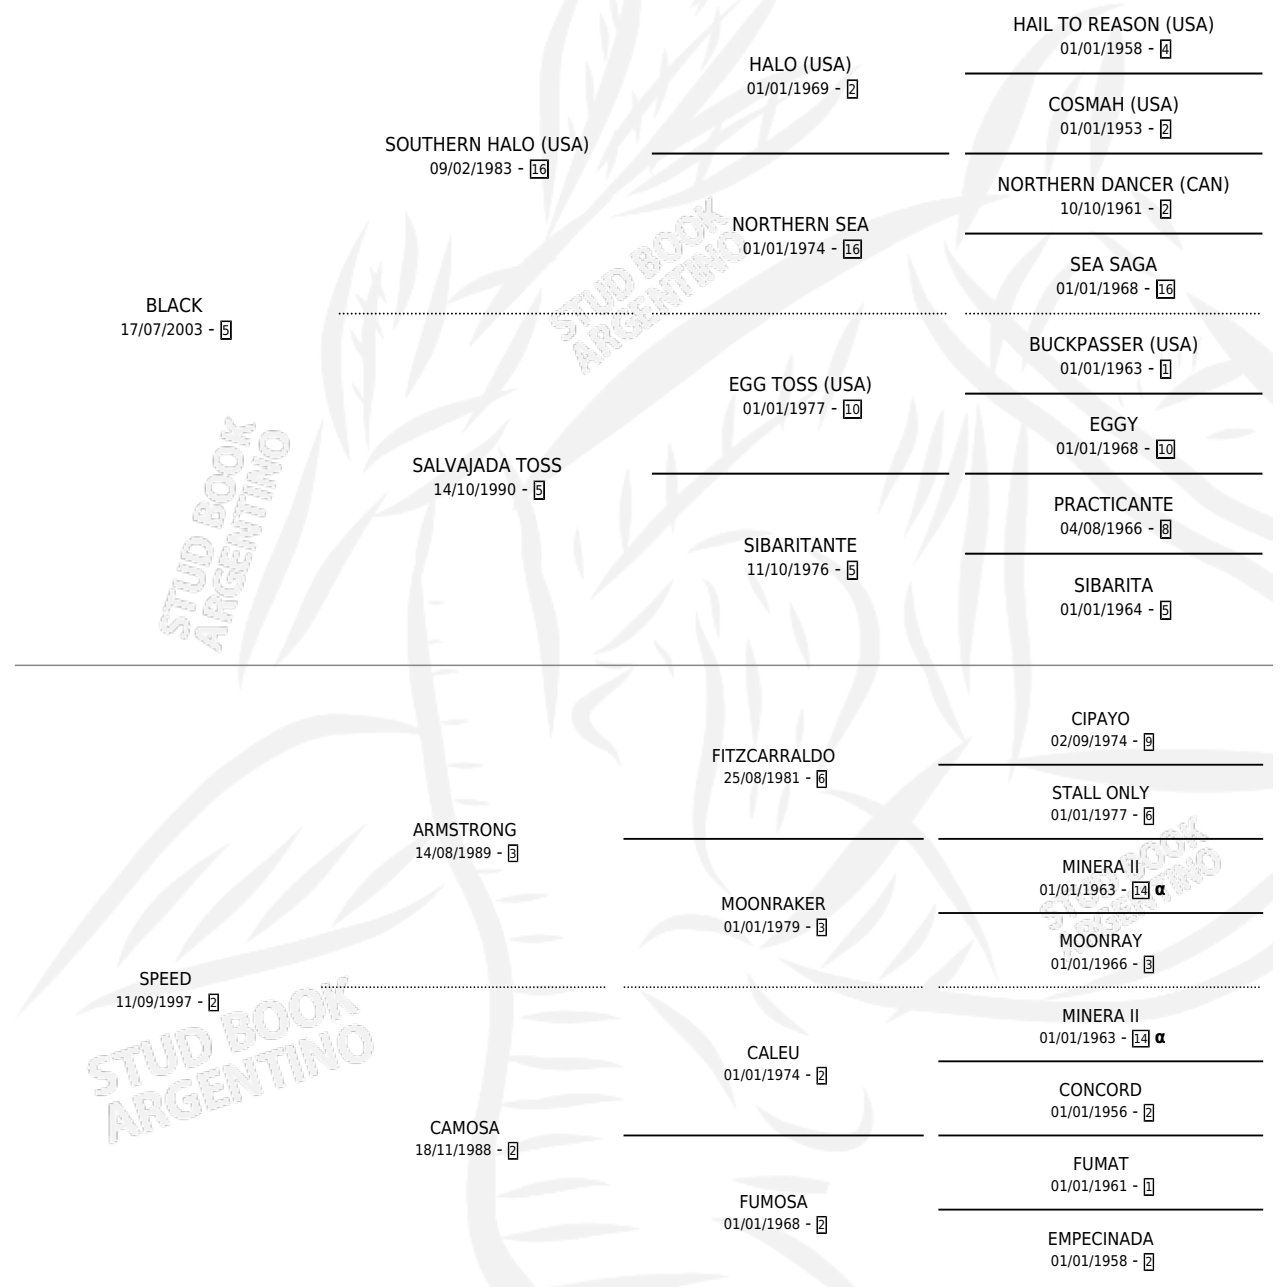 HAIL TO REASON (USA)
01/01/1958 - 4
HALO (USA)
01/01/1969 - 2
COSMAH (USA)
01/01/1953 - 2
SOUTHERN HALO (USA)
09/02/1983 - 16
NORTHERN DANCER (CAN)
10/10/1961 - 2
NORTHERN SEA
01/01/1974 - 16
SEA SAGA
01/01/1968 - 16
BLACK
17/07/2003 - 5
BUCKPASSER (USA)
01/01/1963 - 1
EGG TOSS (USA)
01/01/1977 - 10
EGGY
01/01/1968 - 10
SALVAJADA TOSS
14/10/1990 - 5
PRACTICANTE
04/08/1966 - 8
SIBARITANTE
11/10/1976 - 5
SIBARITA
01/01/1964 - 5
CIPAYO
02/09/1974 - 9
FITZCARRALDO
25/08/1981 - 6
STALL ONLY
01/01/1977 - 6
ARMSTRONG
14/08/1989 - 3
MINERA II
01/01/1963 - 14 α
MOONRAKER
01/01/1979 - 3
MOONRAY
01/01/1966 - 3
SPEED
11/09/1997 - 2
MINERA II
01/01/1963 - 14 α
CALEU
01/01/1974 - 2
CONCORD
01/01/1956 - 2
CAMOSA
18/11/1988 - 2
FUMAT
01/01/1961 - 1
FUMOSA
01/01/1968 - 2
EMPECINADA
01/01/1958 - 2
STUD BOOK
ARGENTINO
STUD BOOK
ARGENTINO
STUD BOOK
ARGENTINO
STUD BOOK
ARGENTINO